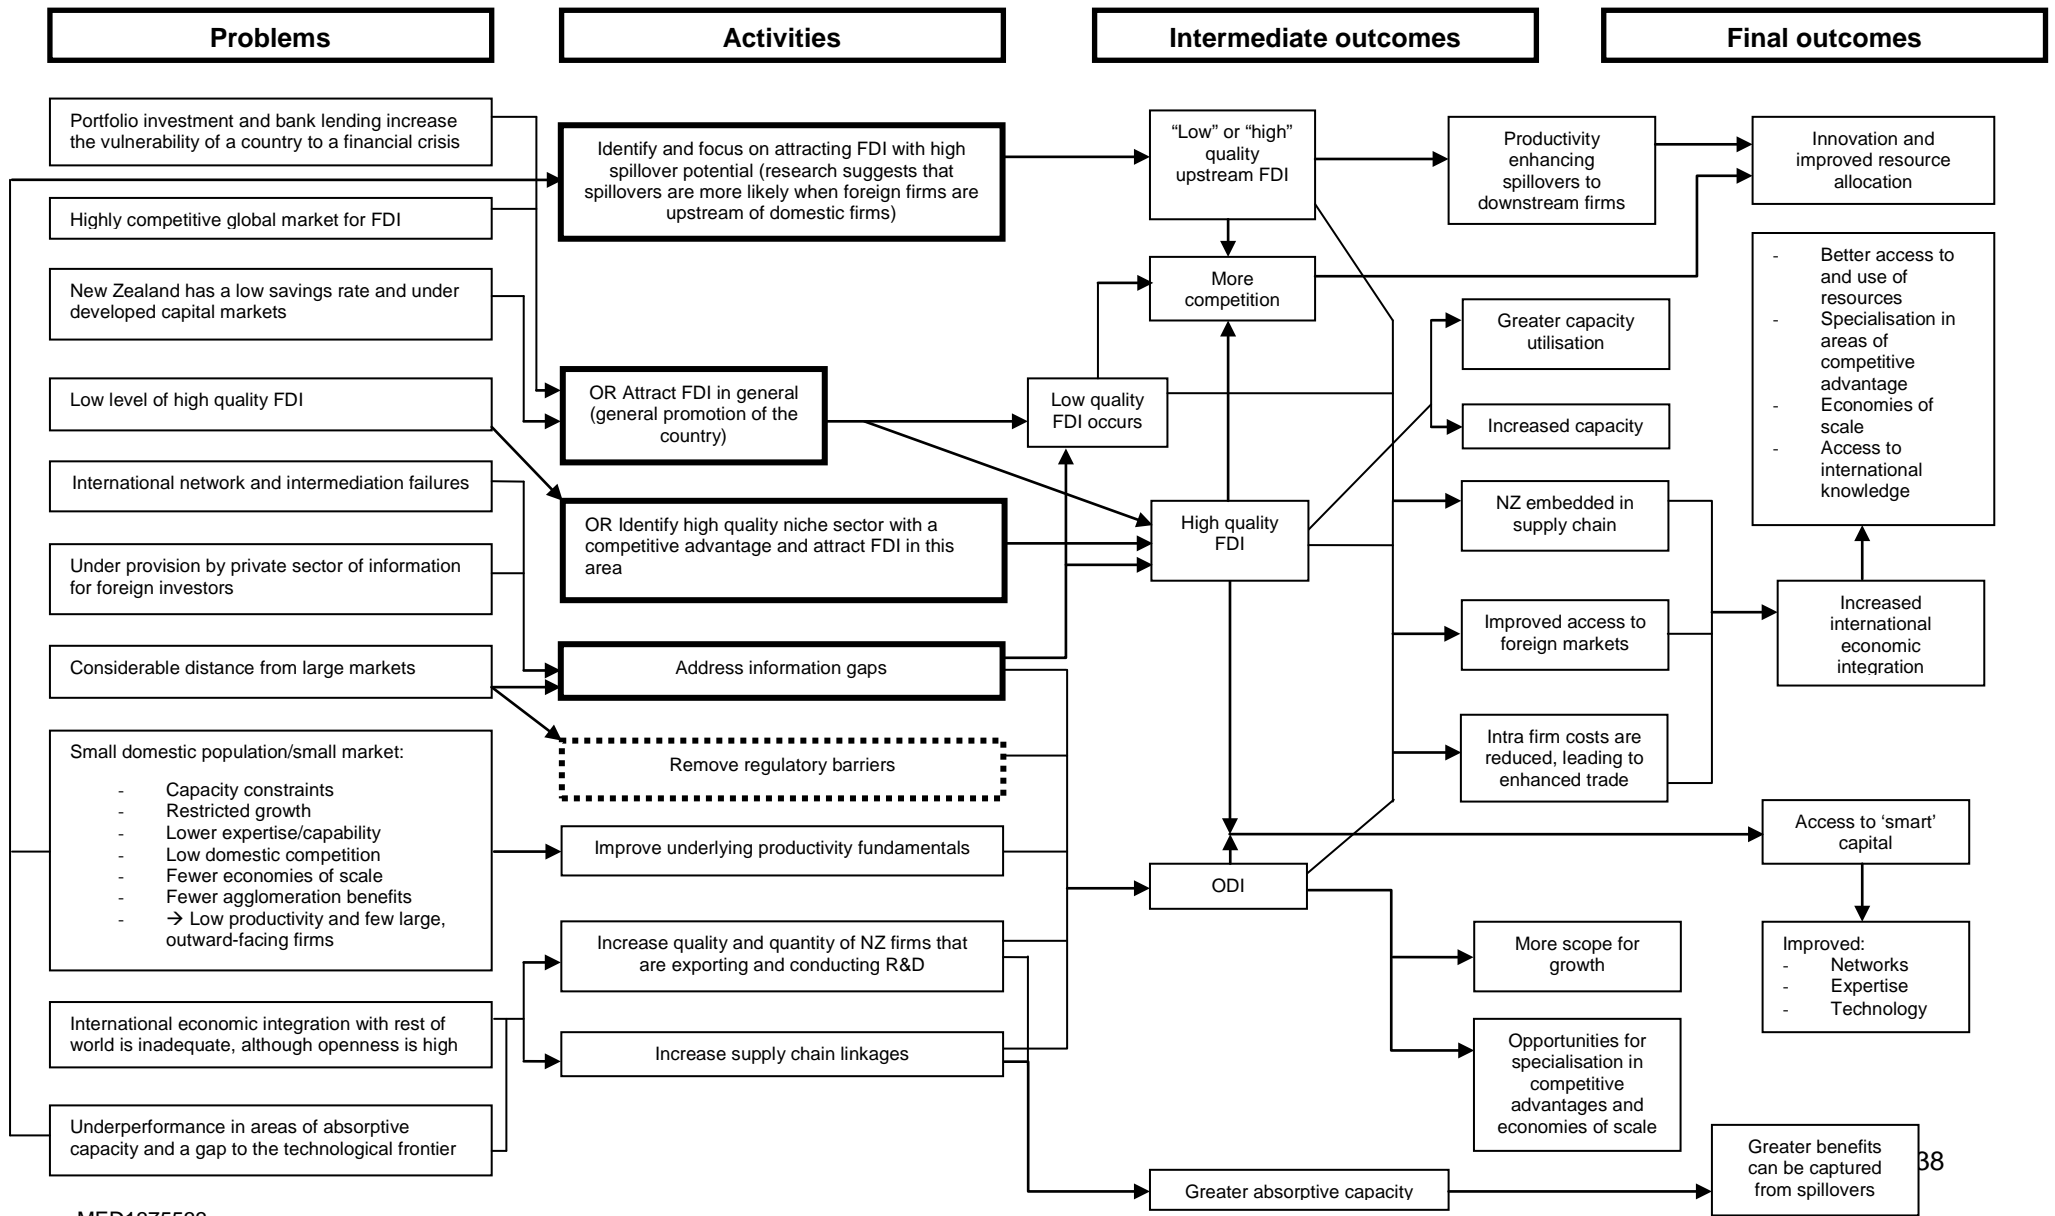 Problems
Activities
Intermediate outcomes
Final outcomes
Portfolio investment and bank lending increase
the vulnerability of a country to a financial crisis
Highly competitive global market for FDI
New Zealand has a low savings rate and under
developed capital markets
Low level of high quality FDI
International network and intermediation failures
Under provision by private sector of information
for foreign investors
Considerable distance from large markets
Small domestic population/small market:
- Capacity constraints
- Restricted growth
- Lower expertise/capability
- Low domestic competition
- Fewer economies of scale
- Fewer agglomeration benefits
- → Low productivity and few large,
outward-facing firms
International economic integration with rest of
world is inadequate, although openness is high
Underperformance in areas of absorptive
capacity and a gap to the technological frontier
Identify and focus on attracting FDI with high
spillover potential (research suggests that
spillovers are more likely when foreign firms are
upstream of domestic firms)
OR Attract FDI in general
(general promotion of the
country)
OR Identify high quality niche sector with a
competitive advantage and attract FDI in this
area
Address information gaps
Remove regulatory barriers
Improve underlying productivity fundamentals
Increase quality and quantity of NZ firms that
are exporting and conducting R&D
Increase supply chain linkages
“Low” or “high”
quality
upstream FDI
More
competition
Low quality
FDI occurs
High quality
FDI
ODI
Greater absorptive capacity
Productivity
enhancing
spillovers to
downstream firms
Greater capacity
utilisation
Increased capacity
NZ embedded in
supply chain
Improved access to
foreign markets
Intra firm costs are
reduced, leading to
enhanced trade
More scope for
growth
Opportunities for
specialisation in
competitive
advantages and
economies of scale
Innovation and
improved resource
allocation
- Better access to
and use of
resources
- Specialisation in
areas of
competitive
advantage
- Economies of
scale
- Access to
international
knowledge
Increased
international
economic
integration
Access to ‘smart’
capital
Improved:
- Networks
- Expertise
- Technology
Greater benefits
can be captured
from spillovers
38